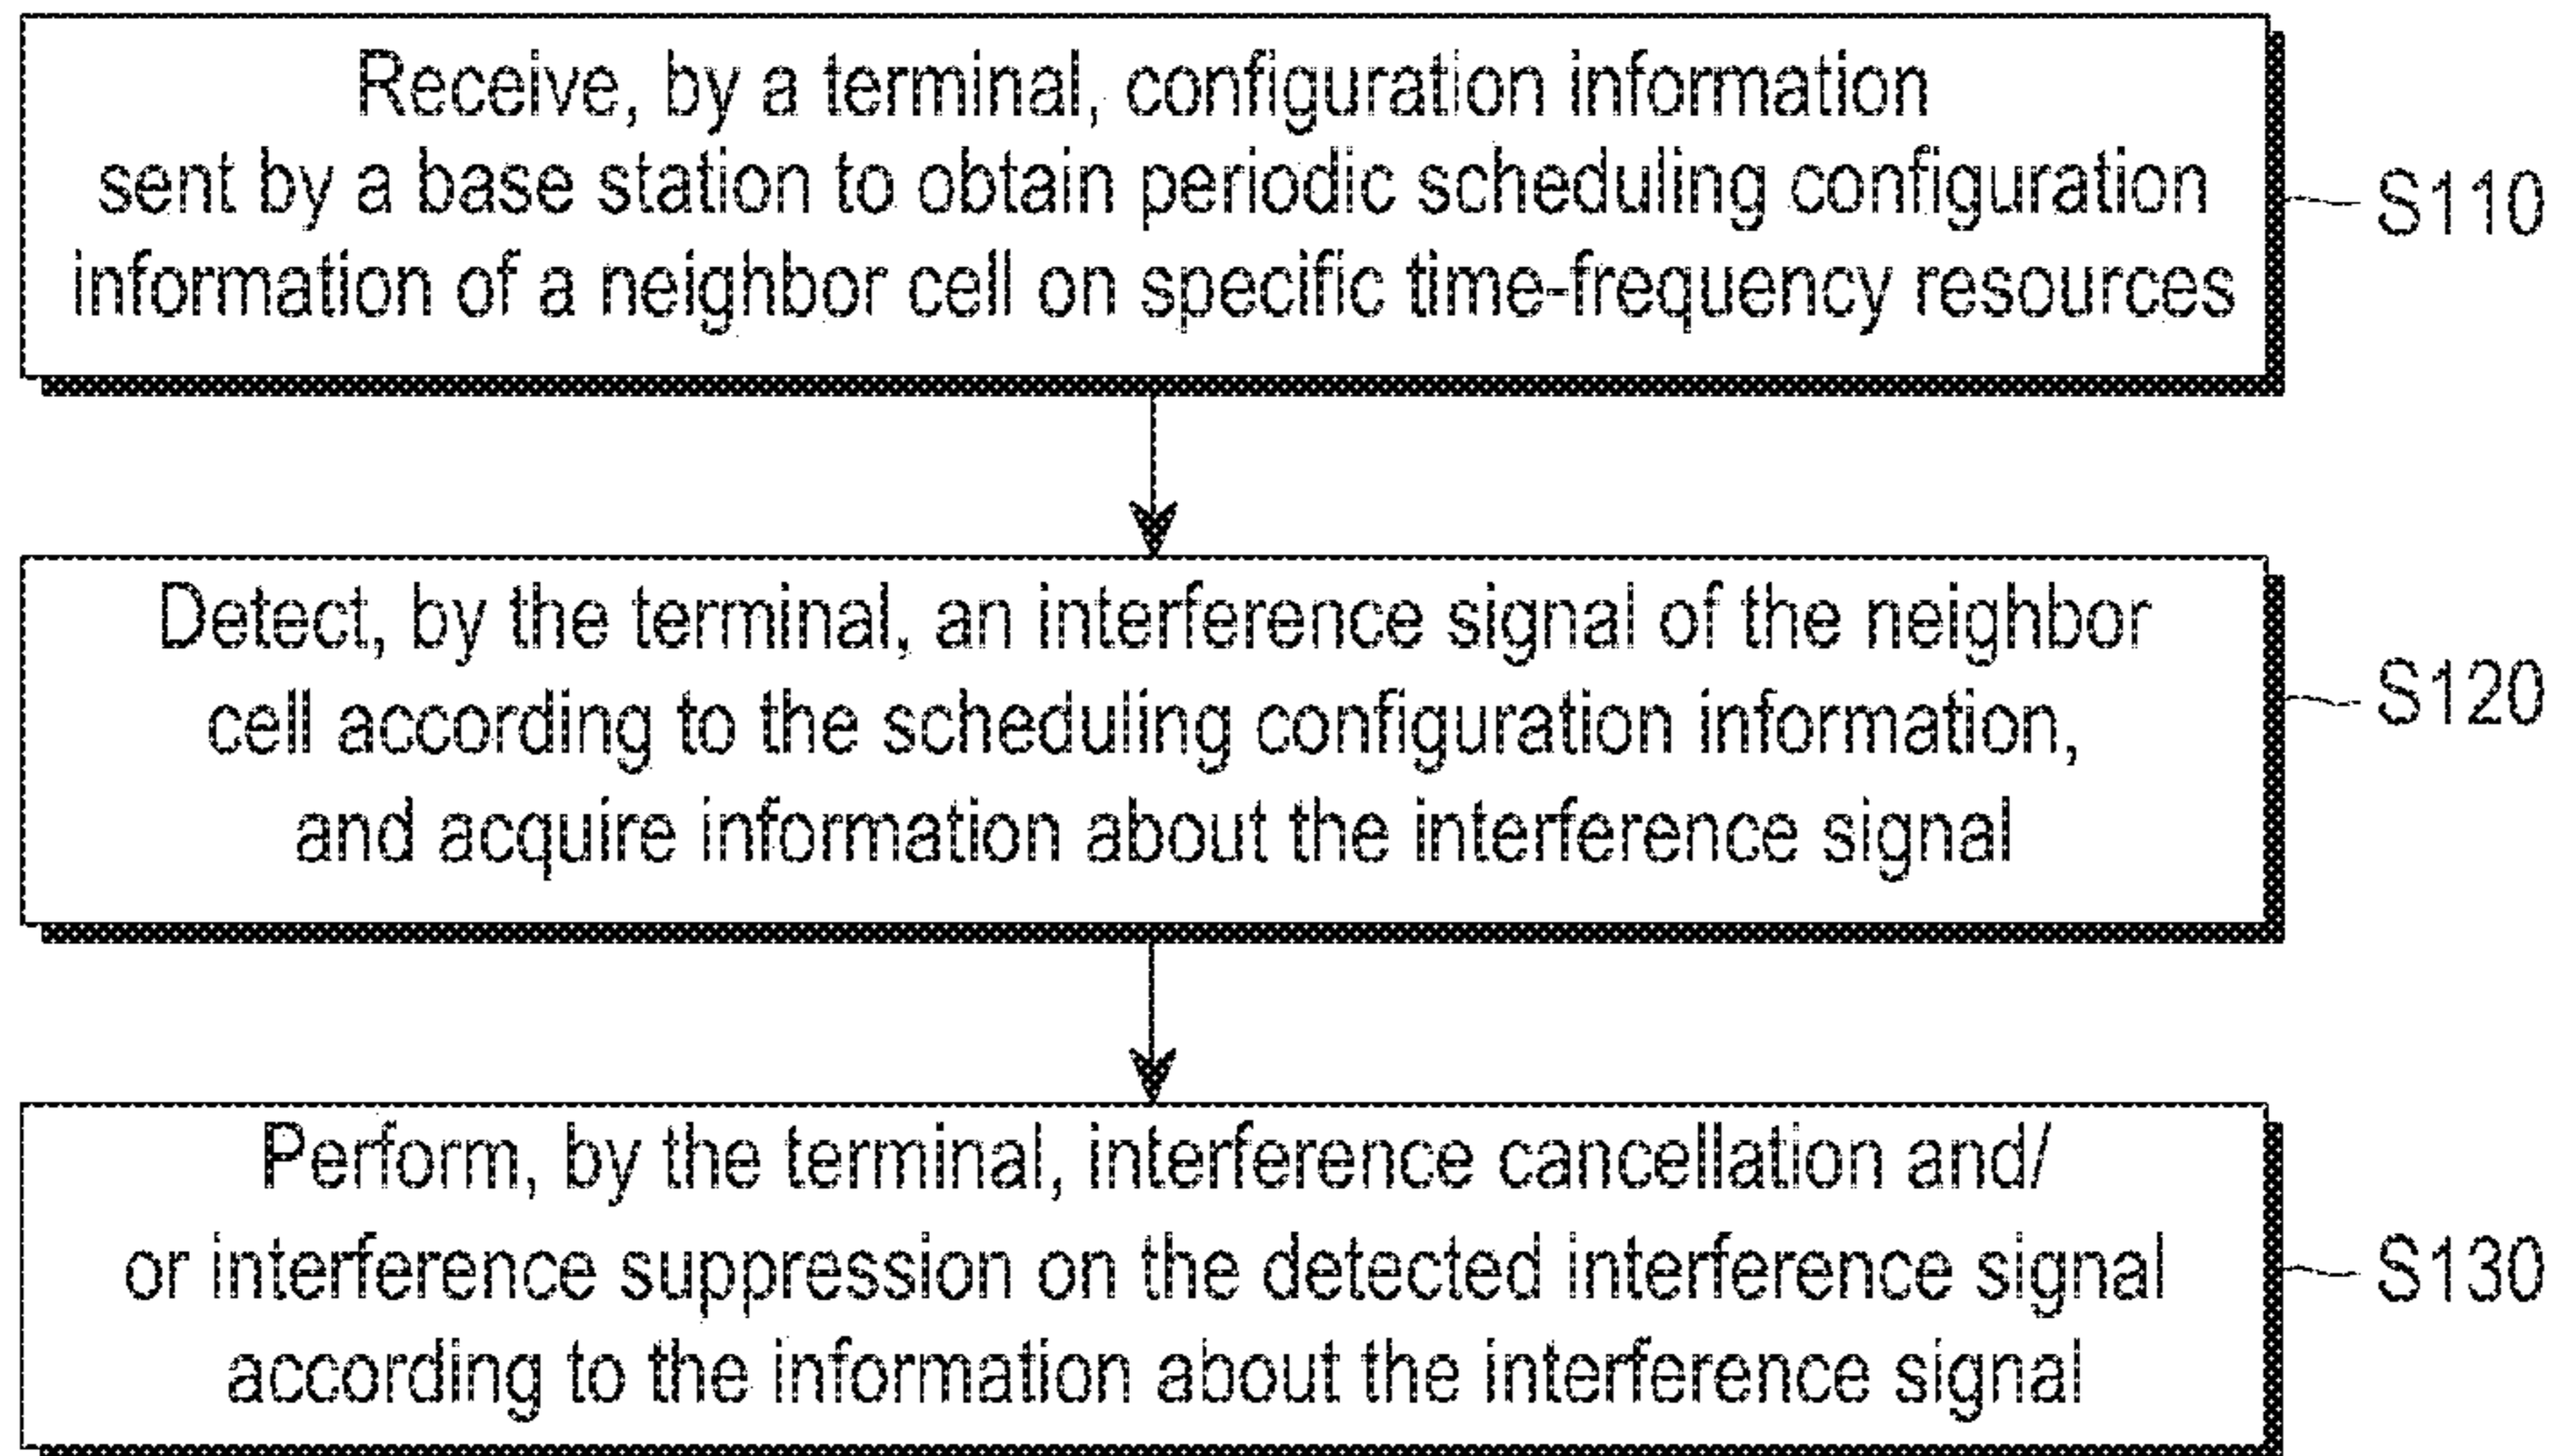 Receive, by a terminal, configuration information
sent by a base station to obtain periodic scheduling configuration
information of a neighbor cell on specific time-frequency resources
S110
Detect, by the terminal, an interference signal of the neighbor
cell according to the scheduling configuration information,
and acquire information about the interference signal
S120
Perform, by the terminal, interference cancellation and/
or interference suppression on the detected interference signal
according to the information about the interference signal
S130